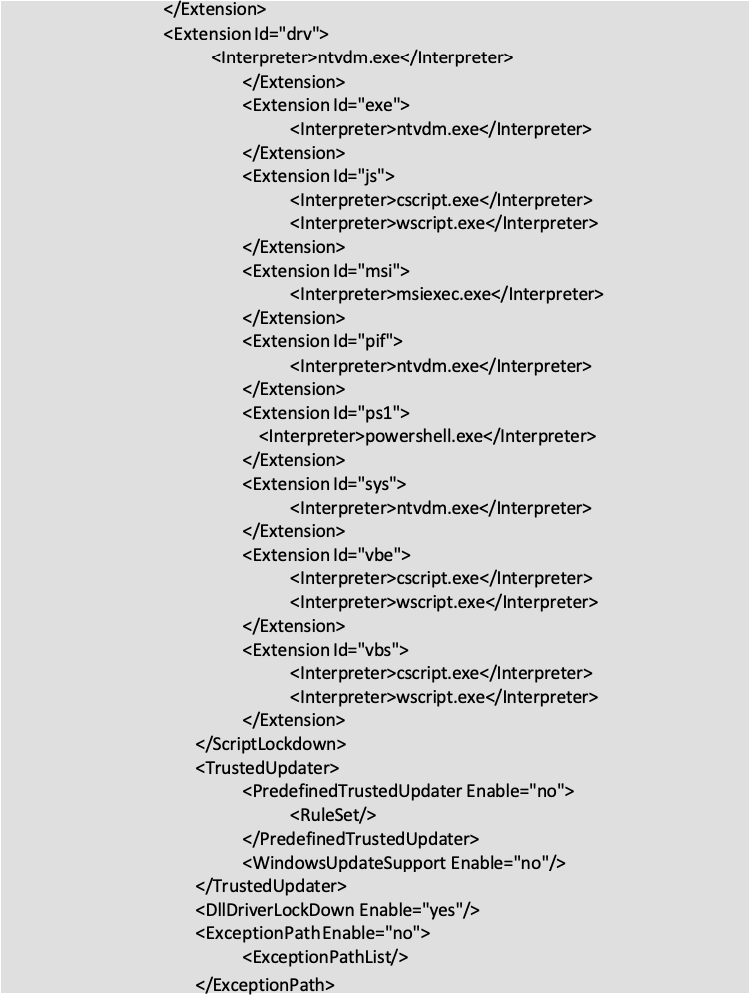 </Extension>
<Extension Id="drv">
<Interpreter>ntvdm.exe</Interpreter>
</Extension>
<Extension Id="exe">
<Interpreter>ntvdm.exe</Interpreter>
</Extension>
<Extension Id="js">
<Interpreter>cscript.exe</Interpreter>
<Interpreter>wscript.exe</Interpreter>
</Extension>
<Extension Id="msi">
<Interpreter>msiexec.exe</Interpreter>
</Extension>
<Extension Id="pif">
<Interpreter>ntvdm.exe</Interpreter>
</Extension>
<Extension Id="ps1">
<Interpreter>powershell.exe</Interpreter>
</Extension>
<Extension Id="sys">
<Interpreter>ntvdm.exe</Interpreter>
</Extension>
<Extension Id="vbe">
<Interpreter>cscript.exe</Interpreter>
<Interpreter>wscript.exe</Interpreter>
</Extension>
<Extension Id="vbs">
<Interpreter>cscript.exe</Interpreter>
<Interpreter>wscript.exe</Interpreter>
</Extension>
</ScriptLockdown>
<TrustedUpdater>
<PredefinedTrustedUpdater Enable="no">
<RuleSet/>
</PredefinedTrustedUpdater>
<WindowsUpdateSupport Enable="no"/>
</TrustedUpdater>
<DllDriverLockDown Enable="yes"/>
<ExceptionPath Enable="no">
<ExceptionPathList/>
</ExceptionPath>